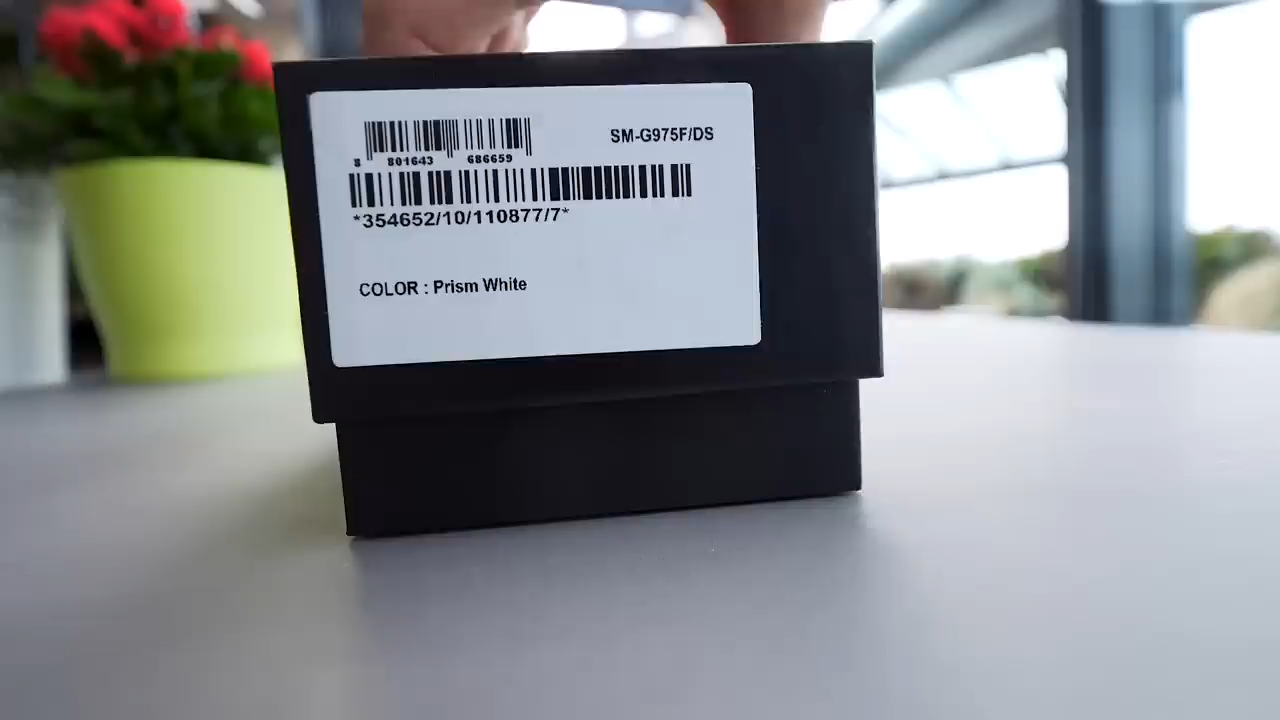 SM-G975F/DS
8 801643 686659
*354652/10/110877/7*
COLOR : Prism White